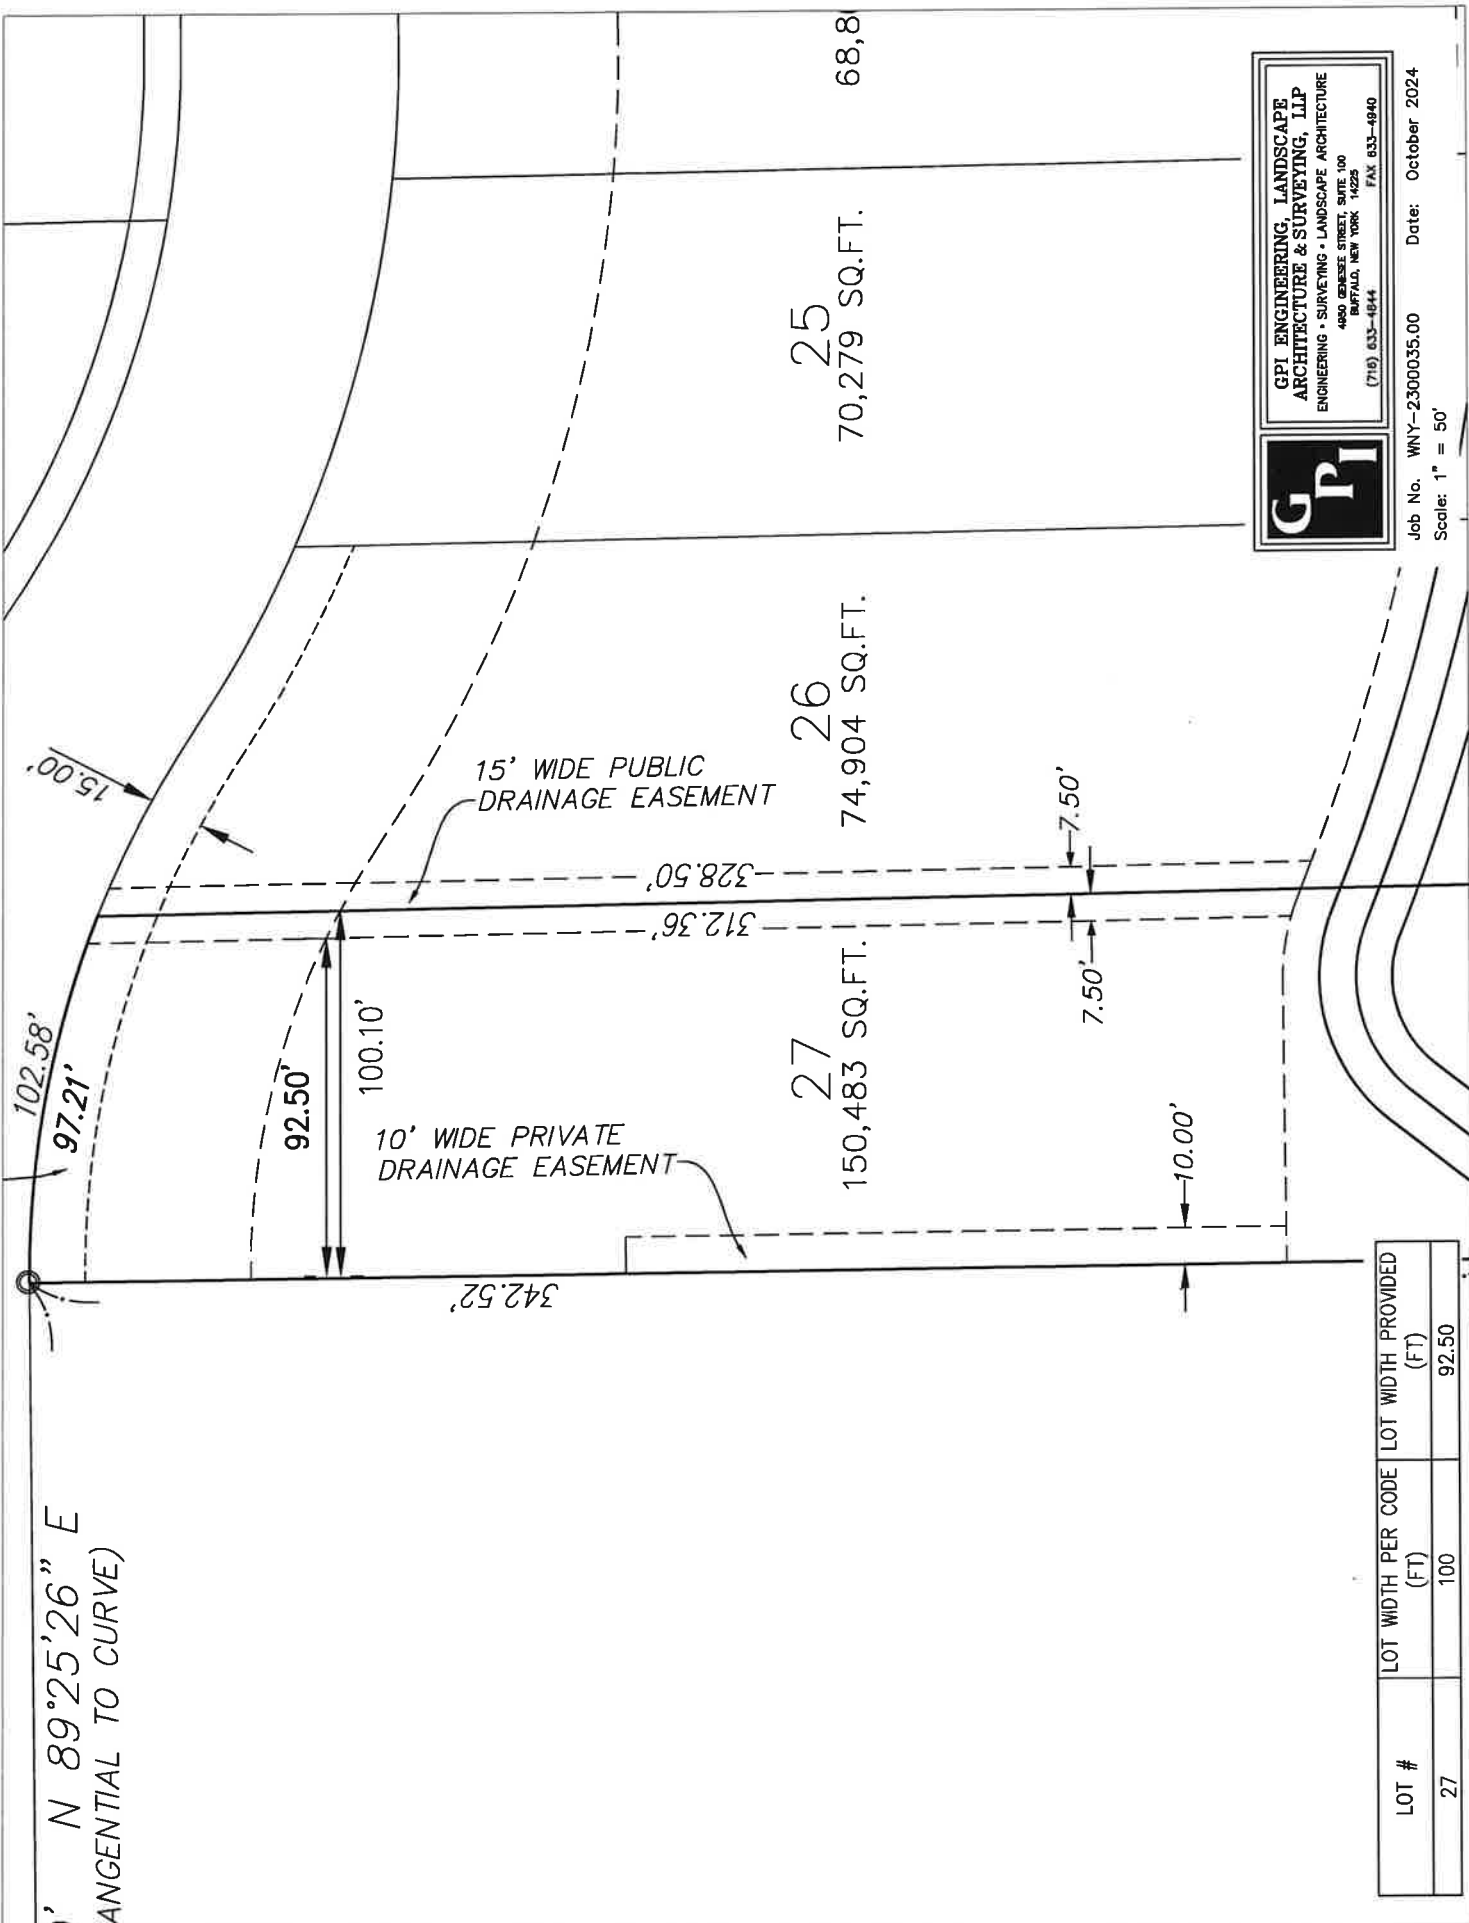 ' N 89°25'26" E
ANGENTIAL TO CURVE)
102.58'
97.21'
15.00'
92.50'
100.10'
342.52'
10' WIDE PRIVATE
DRAINAGE EASEMENT
15' WIDE PUBLIC
DRAINAGE EASEMENT
312.36'
328.50'
27
150,483 SQ.FT.
26
74,904 SQ.FT.
25
70,279 SQ.FT.
68,8
7.50'
7.50'
10.00'
LOT #
LOT WIDTH PER CODE
(FT)
LOT WIDTH PROVIDED
(FT)
27
100
92.50
GPI
GPI ENGINEERING, LANDSCAPE
ARCHITECTURE & SURVEYING, LLP
ENGINEERING • SURVEYING • LANDSCAPE ARCHITECTURE
4950 GENESEE STREET, SUITE 100
BUFFALO, NEW YORK 14225
(716) 633-4844 FAX 633-4940
Job No. WNY-2300035.00 Date: October 2024
Scale: 1" = 50'